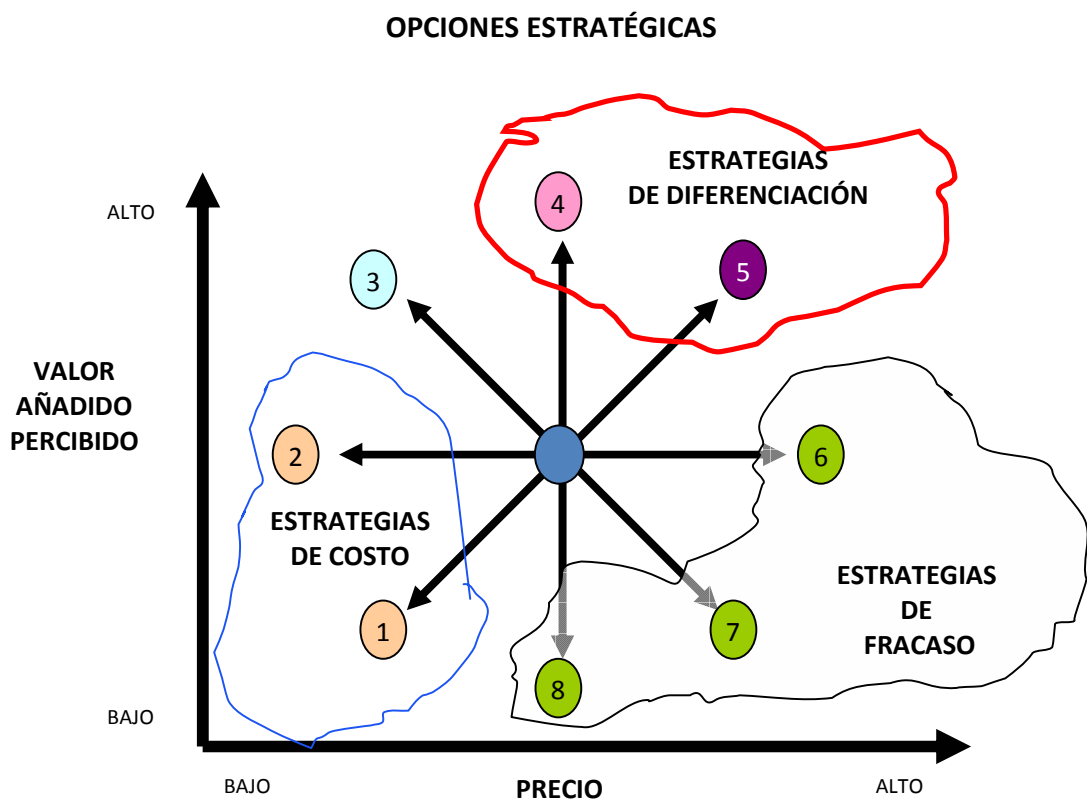 OPCIONES ESTRATÉGICAS
ESTRATEGIAS
DE DIFERENCIACIÓN
ALTO
4
3
5
VALOR
AÑADIDO
PERCIBIDO
2
6
ESTRATEGIAS
DE COSTO
ESTRATEGIAS
DE
FRACASO
1
7
8
BAJO
BAJO
PRECIO
ALTO